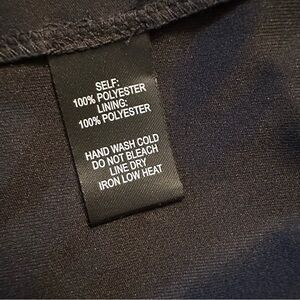 SELF:
100% POLYESTER
LINING:
100% POLYESTER
HAND WASH COLD
DO NOT BLEACH
LINE DRY
IRON LOW HEAT